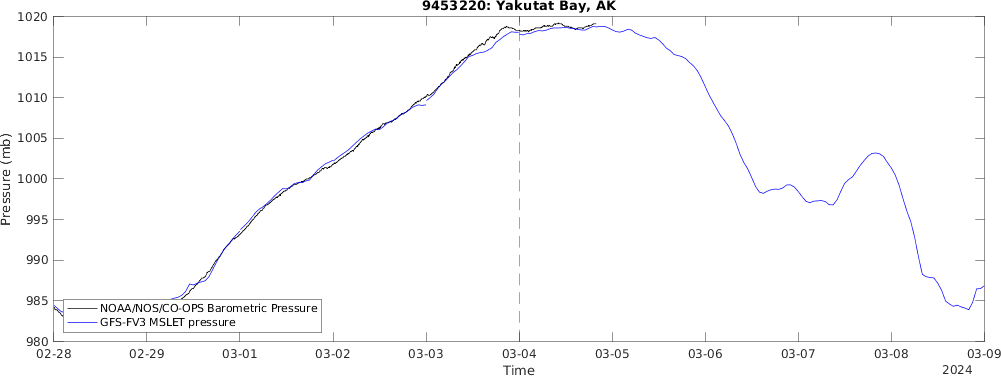 9453220: Yakutat Bay, AK
1020
1015
1010
1005
1000
995
990
985
980
Pressure (mb)
NOAA/NOS/CO-OPS Barometric Pressure
GFS-FV3 MSLET pressure
02-28 02-29 03-01 03-02 03-03 03-04 03-05 03-06 03-07 03-08 03-09
Time
2024